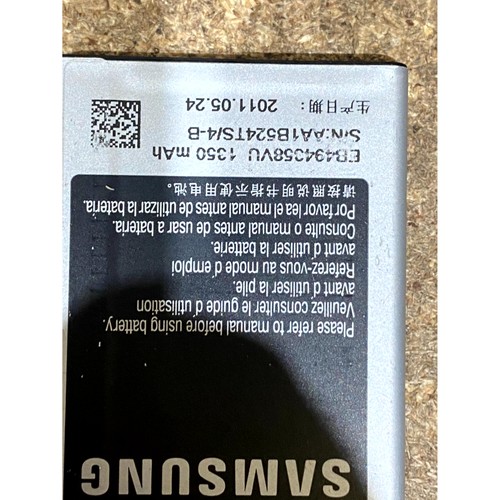 SAMSUNG
Please refer to manual before using battery.
Veuillez consulter le guide d'utilisation
avant d'utiliser la pile.
Referez-vous au mode d'emploi
avant d'utiliser la batterie.
Consulte o manual antes de usar a bateria.
Por favor lea el manual antes de utilizar la batería.
请按照说明书指示使用电池。
EB494358VU 1350 mAh
S/N:AA1B524TS/4-B
生产日期：2011.05.24